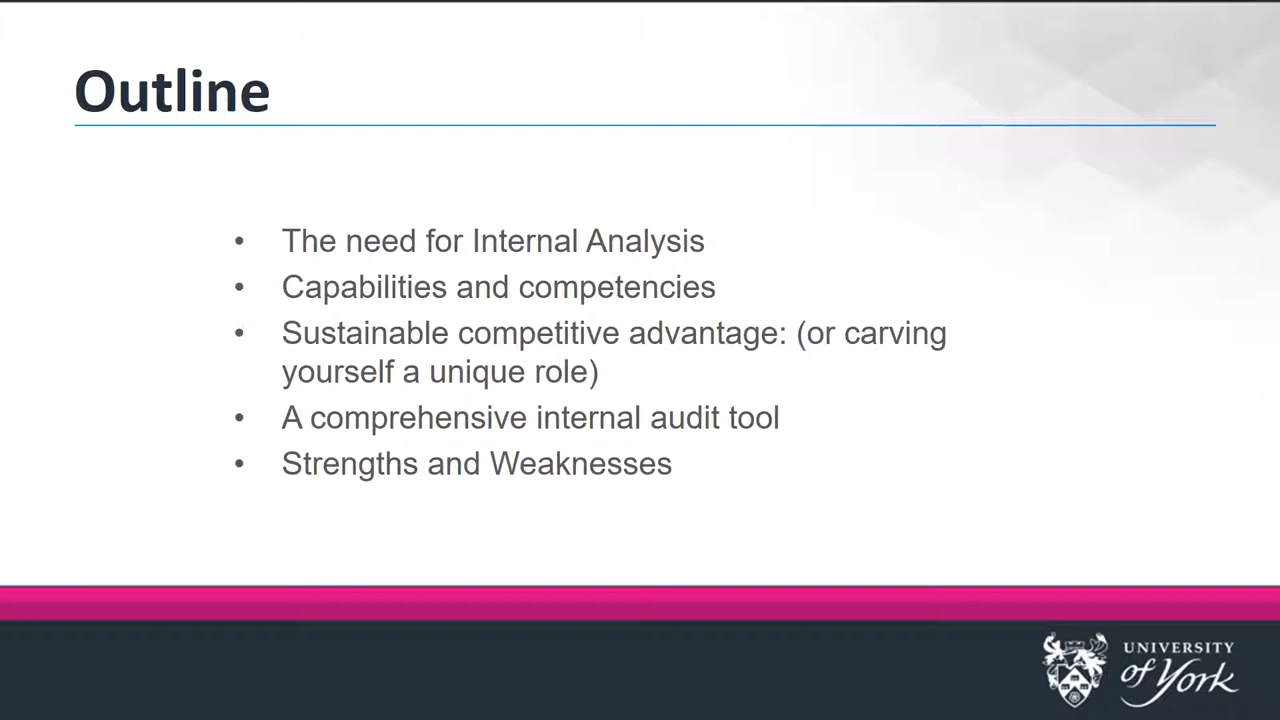 Outline
• The need for Internal Analysis
• Capabilities and competencies
• Sustainable competitive advantage: (or carving
yourself a unique role)
• A comprehensive internal audit tool
• Strengths and Weaknesses
UNIVERSITY
of York